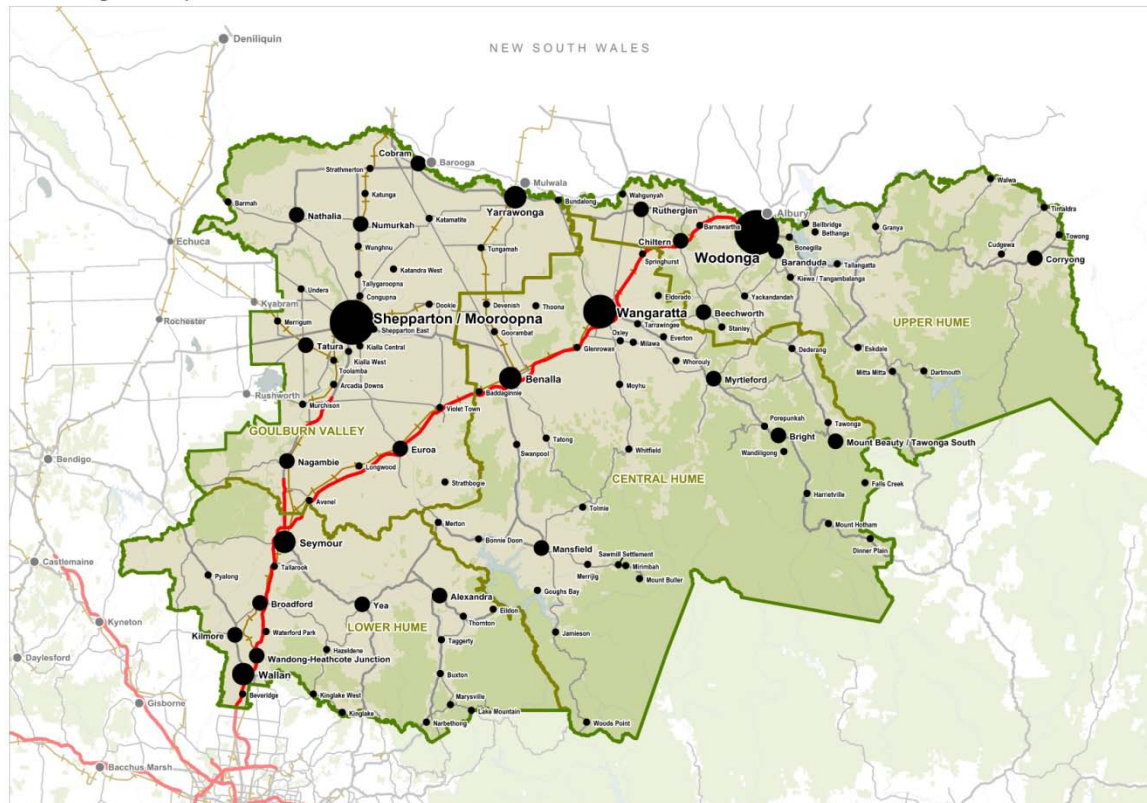 Deniliquin
NEW SOUTH WALES
Cobram
Barooga
Strathmerton
Mulwala
Walwa
Barmah
Katunga
Yarrawonga
Bundalong
Wahgunyah
Rutherglen
Albury
Nathalia
Numurkah
Katamatite
Barnawartha
Bellbridge
Bethanga
Granya
Tintaldra
Towong
Echuca
Wunghnu
Tungamah
Chiltern
Wodonga
Bonegilla
Baranduda
Tallangatta
Cudgewa
Corryong
Katandra West
Springhurst
Tallygaroopna
Kiewa / Tangambalanga
Undera
Congupna
Dookie
Devenish
Thoona
Eldorado
Yackandandah
Kyabram
Rochester
Merrigum
Shepparton / Mooroopna
Shepparton East
Goorambat
Wangaratta
Tarrawingee
Beechworth
Stanley
UPPER HUME
Tatura
Kialla Central
Kialla West
Toolamba
Oxley
Milawa
Everton
Glenrowan
Whorouly
Dederang
Eskdale
Mitta Mitta
Dartmouth
Rushworth
Arcadia Downs
Benalla
Baddaginnie
Moyhu
Myrtleford
Murchison
Violet Town
GOULBURN VALLEY
Porepunkah
Tawonga
Bendigo
Euroa
Tatong
Bright
Mount Beauty / Tawonga South
Swanpool
Whitfield
Wandiligong
Nagambie
Longwood
Strathbogie
CENTRAL HUME
Falls Creek
Harrietville
Avenel
Tolmie
Merton
Mount Hotham
Seymour
Bonnie Doon
Mansfield
Dinner Plain
Castlemaine
Pyalong
Tallarook
Sawmill Settlement
Merrijig
Mirimbah
Mount Buller
Broadford
Yea
Alexandra
Goughs Bay
Eildon
Kyneton
Kilmore
Waterford Park
LOWER HUME
Thornton
Jamieson
Taggerty
Daylesford
Hazeldene
Wandong-Heathcote Junction
Wallan
Buxton
Beveridge
Kinglake West
Marysville
Gisborne
Kinglake
Lake Mountain
Narbethong
Woods Point
Bacchus Marsh